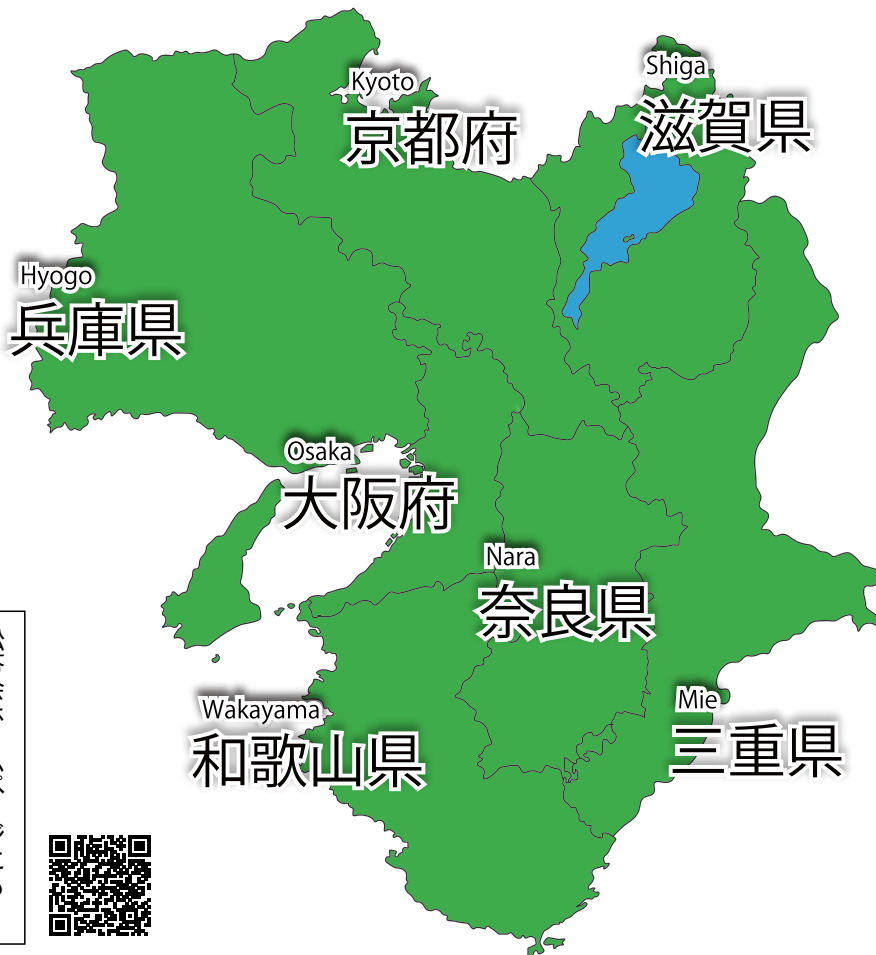 Kyoto
京都府
Shiga
滋賀県
Hyogo
兵庫県
Osaka
大阪府
Nara
奈良県
Wakayama
和歌山県
Mie
三重県